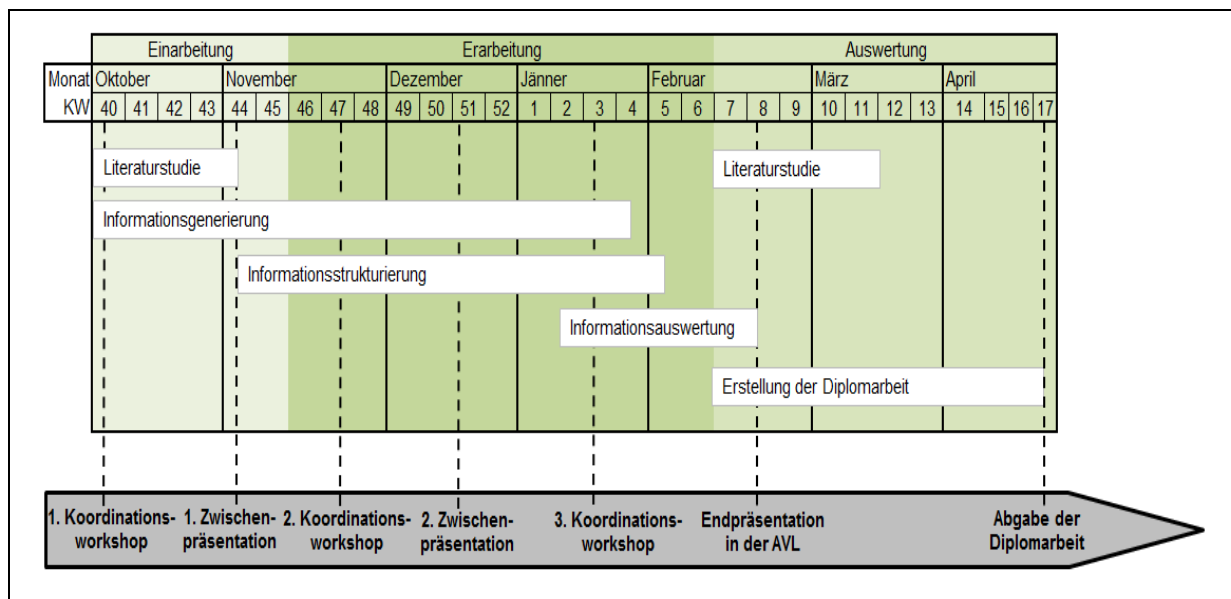 Einarbeitung Erarbeitung Auswertung
Monat Oktober November Dezember Jänner Februar März April
KW 40 41 42 43 44 45 46 47 48 49 50 51 52 1 2 3 4 5 6 7 8 9 10 11 12 13 14 15 16 17
Literaturstudie Literaturstudie
Informationsgenerierung
Informationsstrukturierung
Informationsauswertung
Erstellung der Diplomarbeit
1. Koordinations-
workshop
1. Zwischen-
präsentation
2. Koordinations-
workshop
2. Zwischen-
präsentation
3. Koordinations-
workshop
Endpräsentation
in der AVL
Abgabe der
Diplomarbeit